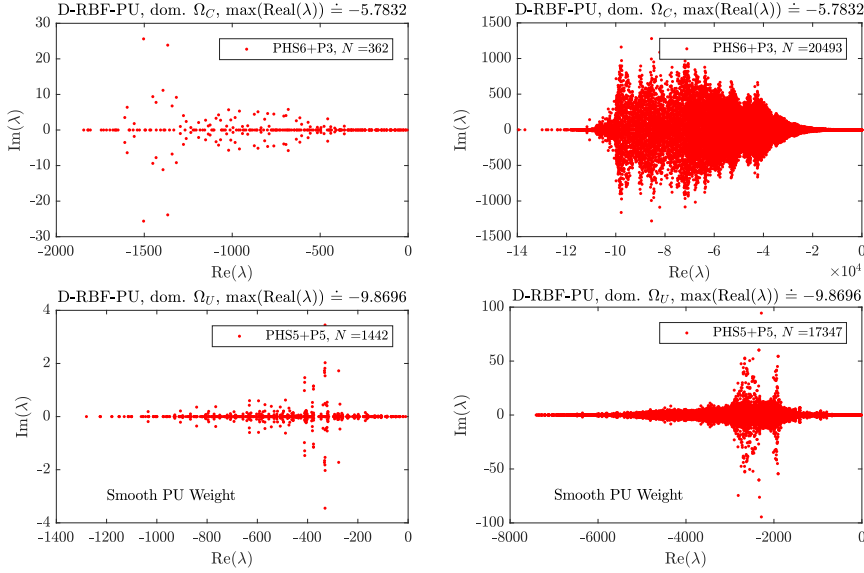 D-RBF-PU, dom. Ω_C, max(Real(λ)) ≐ −5.7832
30
20
10
0
-10
-20
-30
Im(λ)
PHS6+P3, N =362
-2000
-1500
-1000
-500
0
Re(λ)
D-RBF-PU, dom. Ω_C, max(Real(λ)) ≐ −5.7832
1500
1000
500
0
-500
-1000
-1500
Im(λ)
PHS6+P3, N =20493
-14
-12
-10
-8
-6
-4
-2
0
Re(λ)
×10⁴
D-RBF-PU, dom. Ω_U, max(Real(λ)) ≐ −9.8696
4
2
0
-2
-4
Im(λ)
PHS5+P5, N =1442
Smooth PU Weight
-1400
-1200
-1000
-800
-600
-400
-200
0
Re(λ)
D-RBF-PU, dom. Ω_U, max(Real(λ)) ≐ −9.8696
100
50
0
-50
-100
Im(λ)
PHS5+P5, N =17347
Smooth PU Weight
-8000
-6000
-4000
-2000
0
Re(λ)